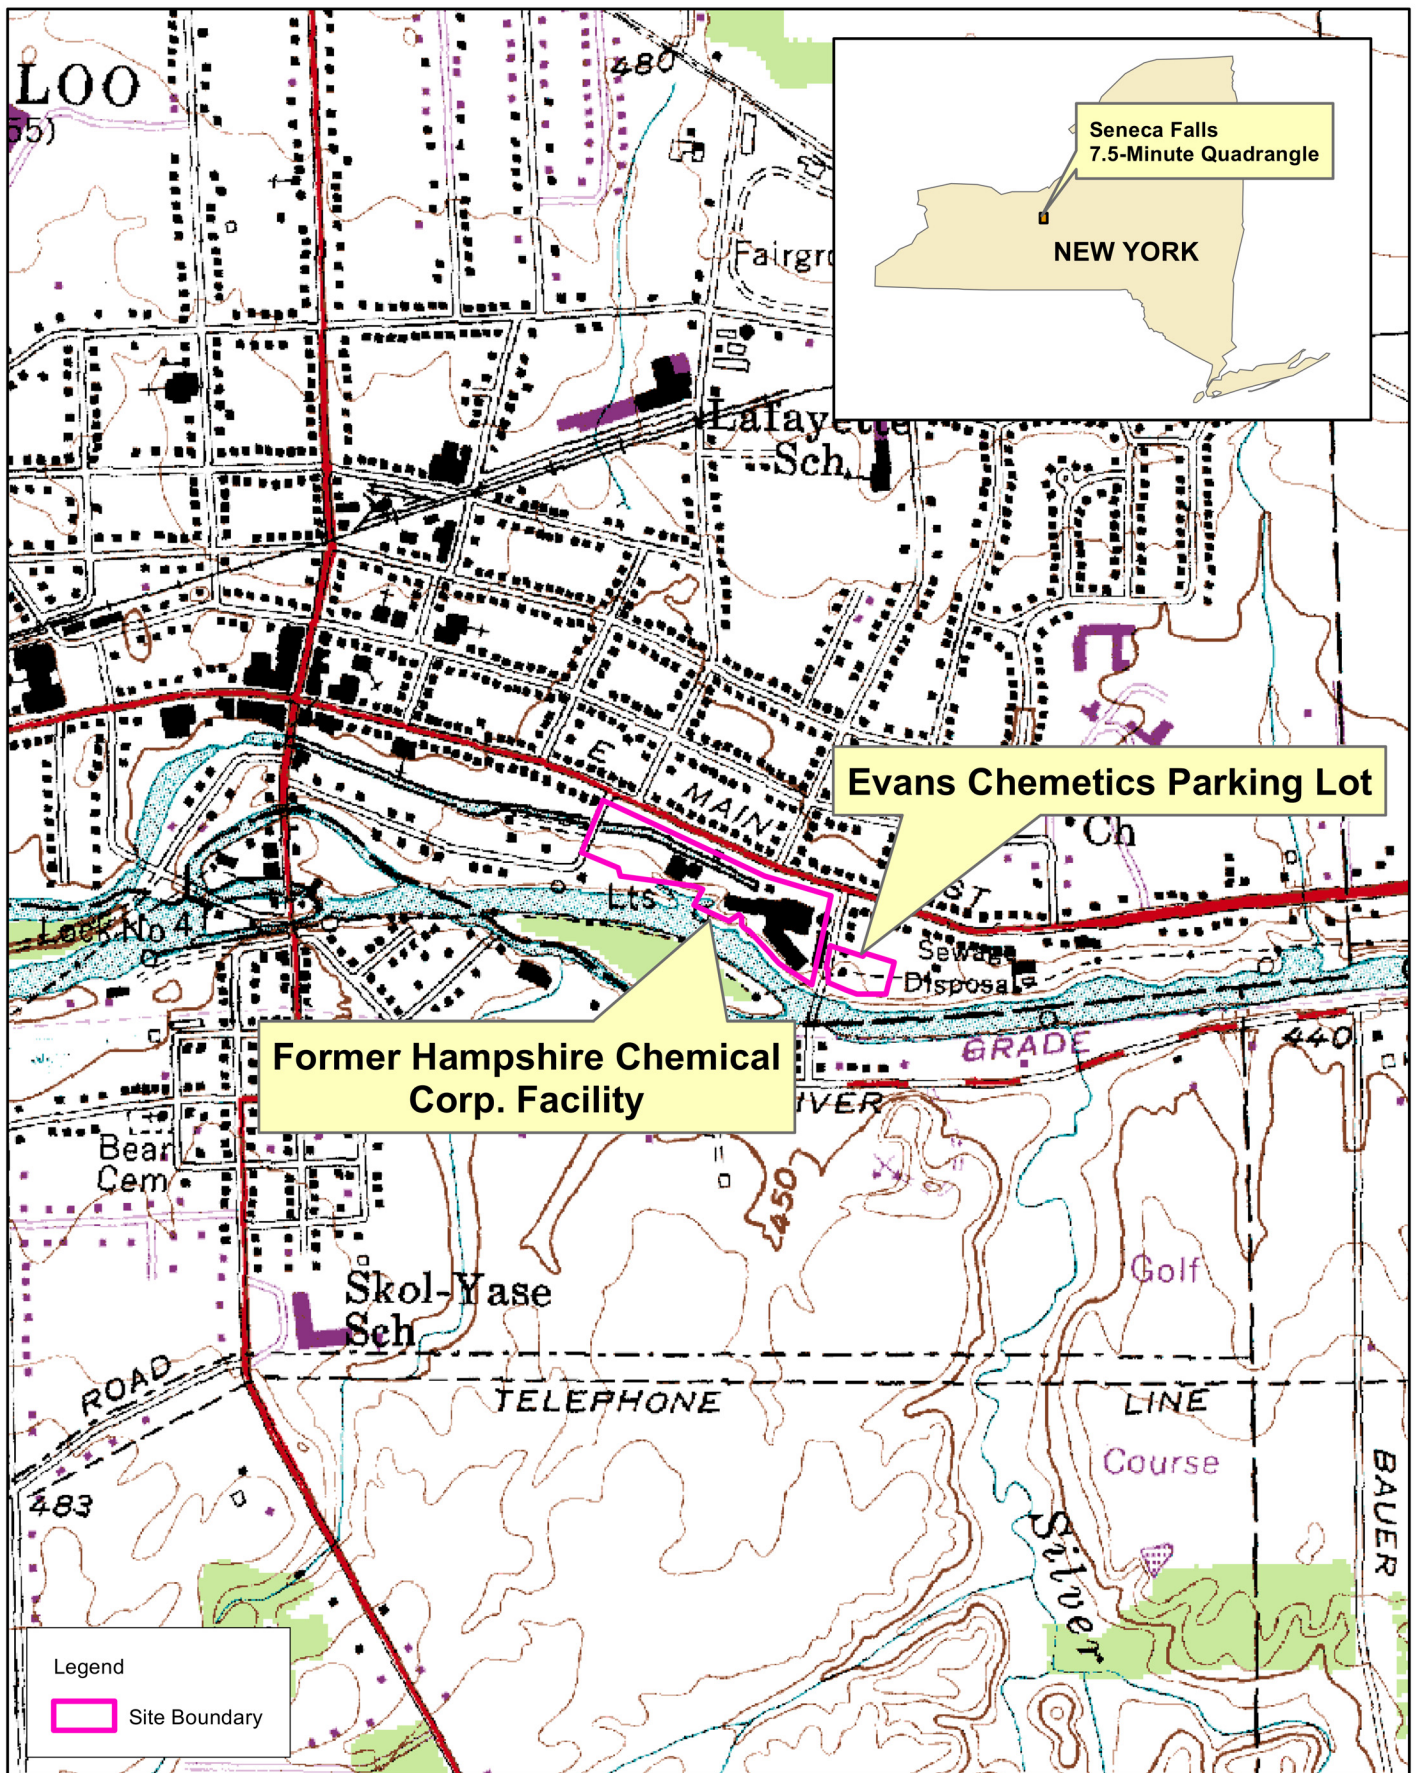 480
LOO
55)
Seneca Falls
7.5-Minute Quadrangle
NEW YORK
Fairgr
Lafayette
Sch
E MAIN ST
Evans Chemetics Parking Lot
Ch
Lts
Lock No 4
Sewage
Disposal
Former Hampshire Chemical
Corp. Facility
GRADE
440
IVER
Bear
Cem
450
Golf
Skol-Yase
Sch
ROAD
TELEPHONE LINE
Course
BAUER
483
Silver
Legend
Site Boundary